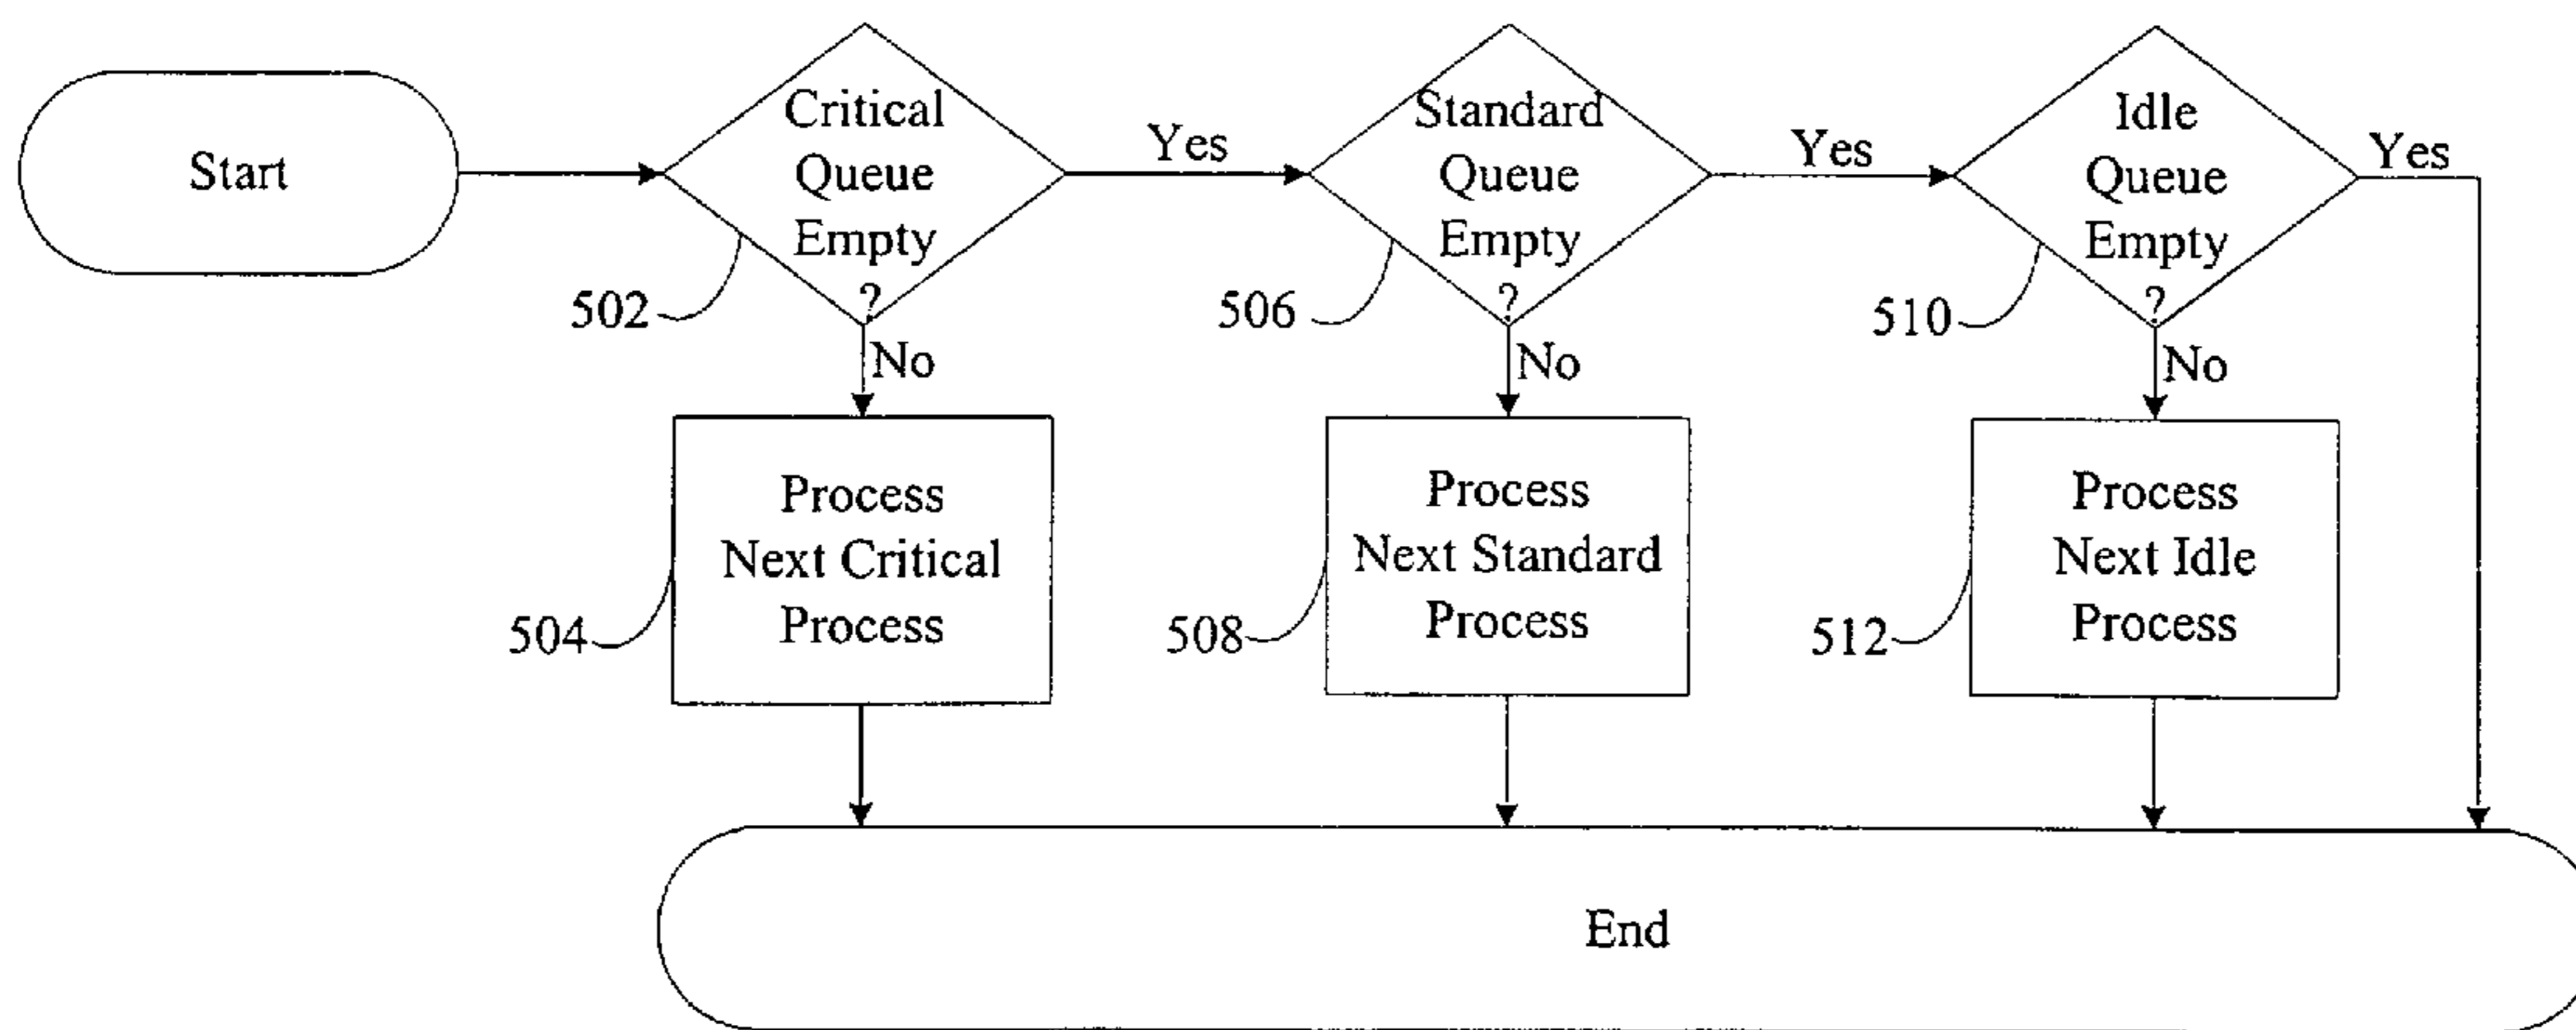 Start
Critical
Queue
Empty
?
502
Yes
Standard
Queue
Empty
?
506
Yes
Idle
Queue
Empty
?
510
Yes
No
No
No
Process
Next Critical
Process
504
Process
Next Standard
Process
508
Process
Next Idle
Process
512
End